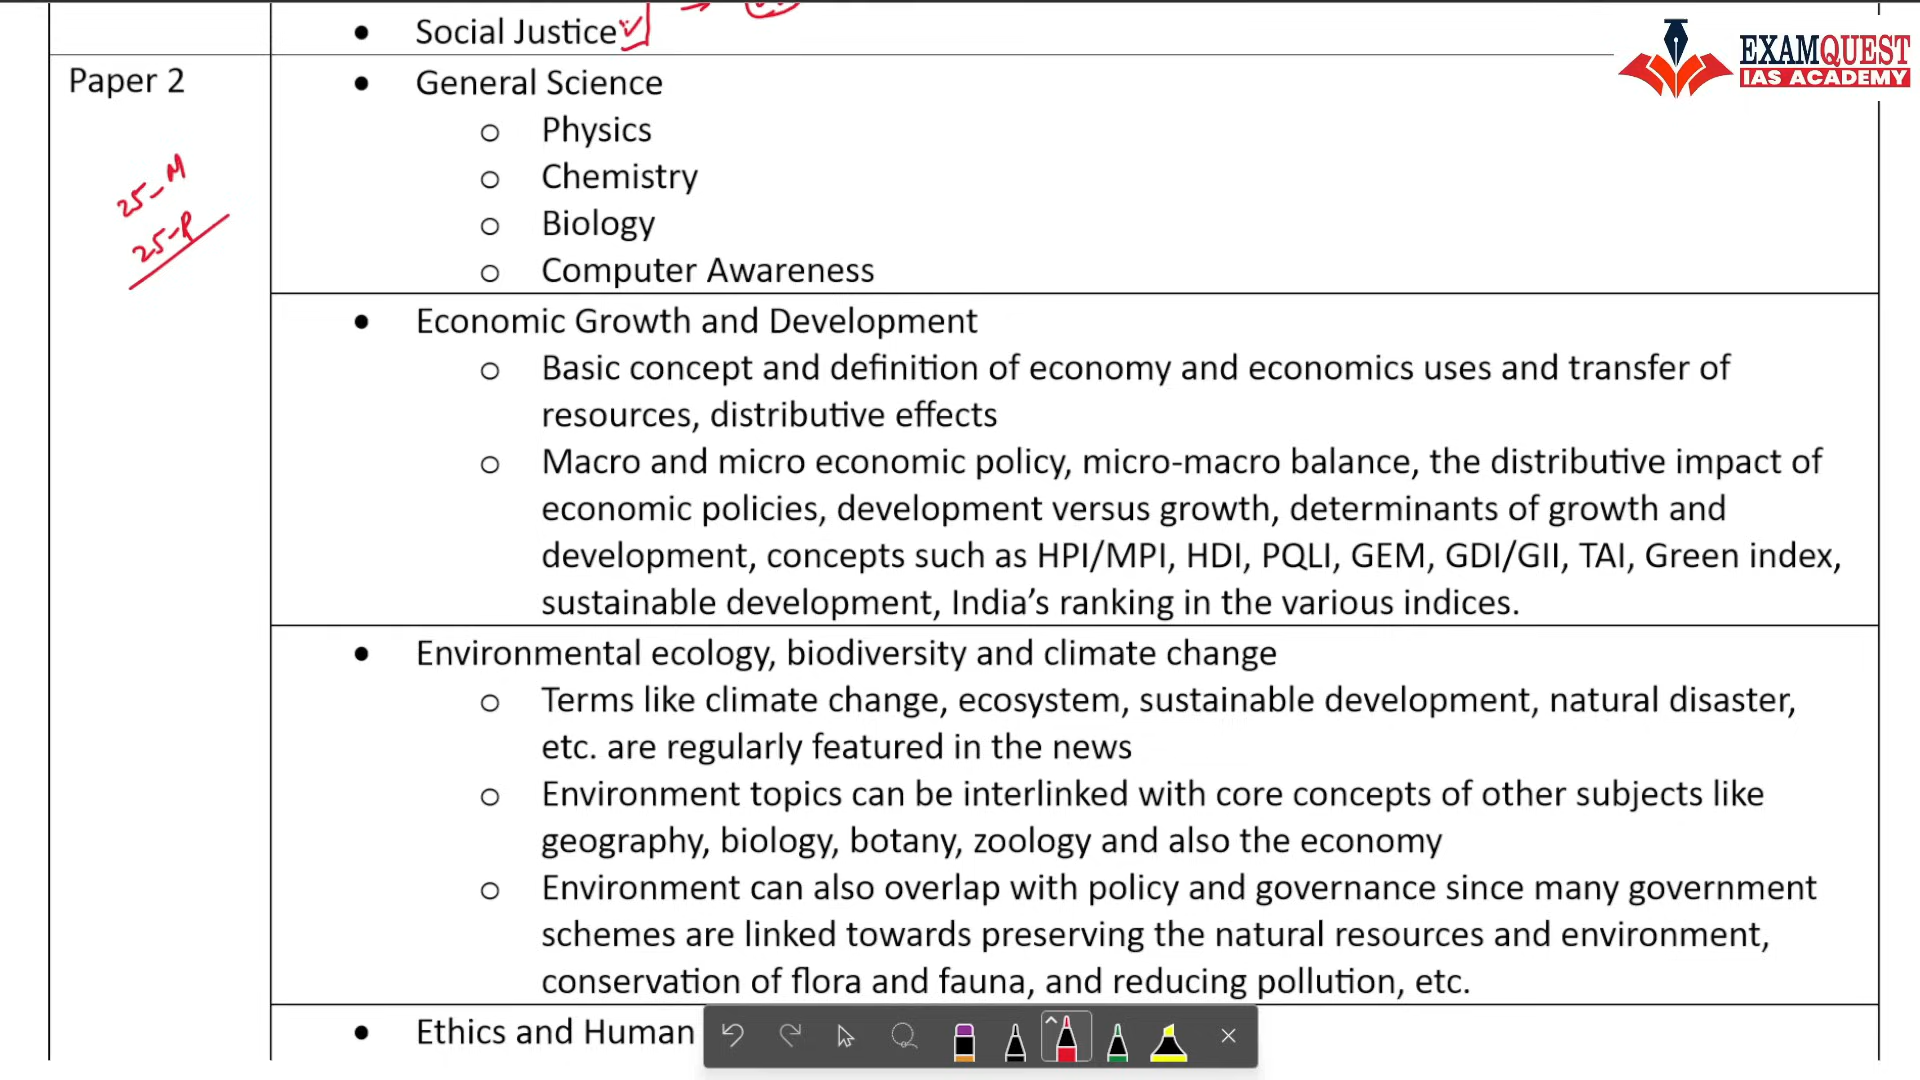 • Social Justice
EXAMQUEST
IAS ACADEMY
Paper 2
• General Science
o Physics
o Chemistry
o Biology
o Computer Awareness
25-M
25-P
• Economic Growth and Development
o Basic concept and definition of economy and economics uses and transfer of
resources, distributive effects
o Macro and micro economic policy, micro-macro balance, the distributive impact of
economic policies, development versus growth, determinants of growth and
development, concepts such as HPI/MPI, HDI, PQLI, GEM, GDI/GII, TAI, Green index,
sustainable development, India’s ranking in the various indices.
• Environmental ecology, biodiversity and climate change
o Terms like climate change, ecosystem, sustainable development, natural disaster,
etc. are regularly featured in the news
o Environment topics can be interlinked with core concepts of other subjects like
geography, biology, botany, zoology and also the economy
o Environment can also overlap with policy and governance since many government
schemes are linked towards preserving the natural resources and environment,
conservation of flora and fauna, and reducing pollution, etc.
• Ethics and Human